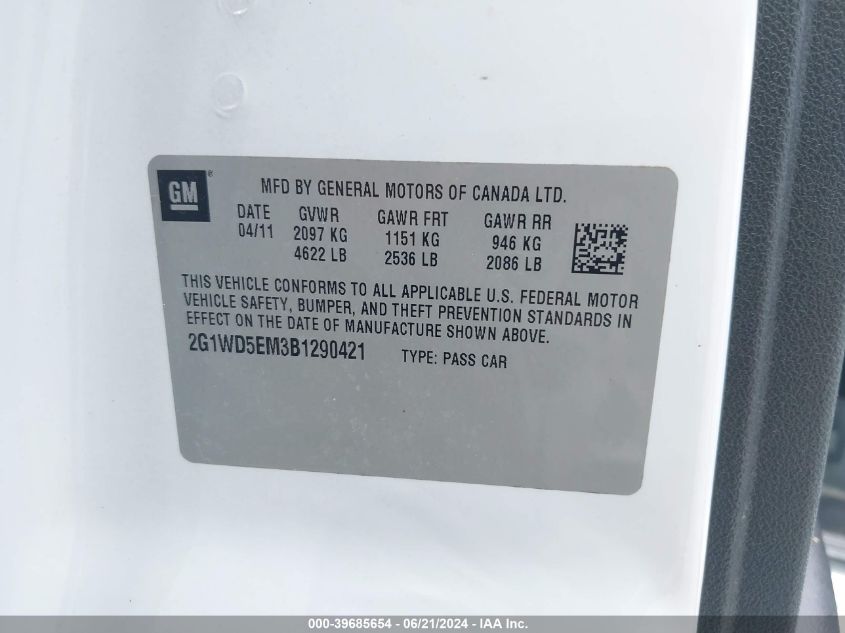 GM®
MFD BY GENERAL MOTORS OF CANADA LTD.
DATE GVWR GAWR FRT GAWR RR
04/11 2097 KG 1151 KG 946 KG
4622 LB 2536 LB 2086 LB
THIS VEHICLE CONFORMS TO ALL APPLICABLE U.S. FEDERAL MOTOR
VEHICLE SAFETY, BUMPER, AND THEFT PREVENTION STANDARDS IN
EFFECT ON THE DATE OF MANUFACTURE SHOWN ABOVE.
2G1WD5EM3B1290421 TYPE: PASS CAR
000-39685654 - 06/21/2024 - IAA Inc.